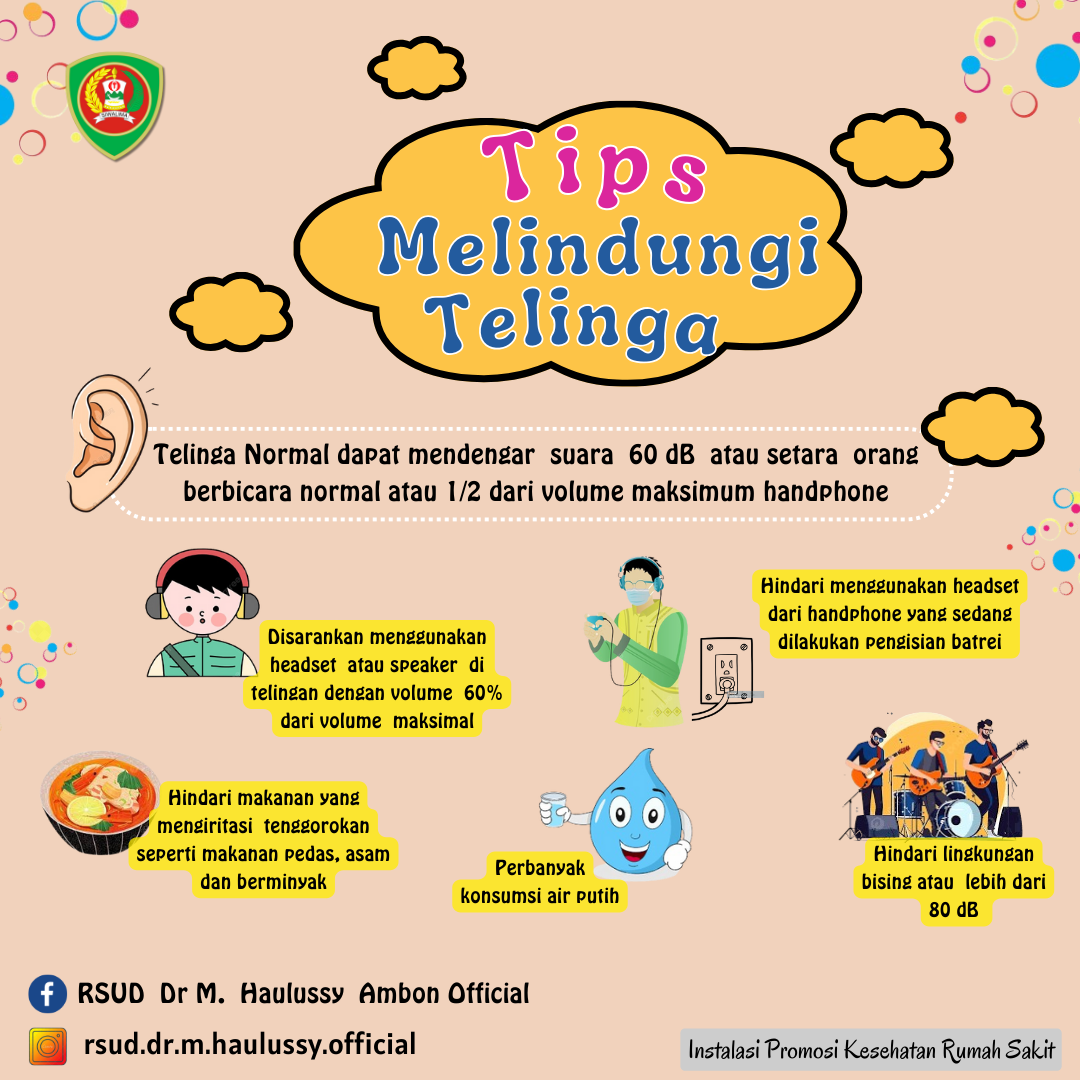 SIWALIMA
Tips
Melindungi
Telinga
Telinga Normal dapat mendengar suara 60 dB atau setara orang
berbicara normal atau 1/2 dari volume maksimum handphone
Disarankan menggunakan
headset atau speaker di
telingan dengan volume 60%
dari volume maksimal
Hindari menggunakan headset
dari handphone yang sedang
dilakukan pengisian batrei
Hindari makanan yang
mengiritasi tenggorokan
seperti makanan pedas, asam
dan berminyak
Perbanyak
konsumsi air putih
Hindari lingkungan
bising atau lebih dari
80 dB
RSUD Dr M. Haulussy Ambon Official
rsud.dr.m.haulussy.official
Instalasi Promosi Kesehatan Rumah Sakit